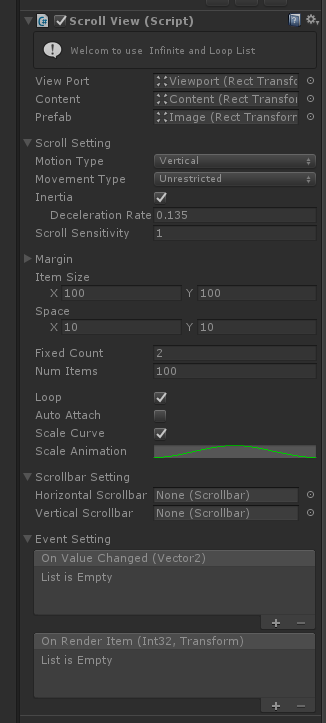 Scroll View (Script)
Welcom to use Infinite and Loop List
View Port Viewport (Rect Transfo
Content Content (Rect Transfor
Prefab Image (Rect Transform
Scroll Setting
Motion Type Vertical
Movement Type Unrestricted
Inertia
Deceleration Rate 0.135
Scroll Sensitivity 1
Margin
Item Size
X 100 Y 100
Space
X 10 Y 10
Fixed Count 2
Num Items 100
Loop
Auto Attach
Scale Curve
Scale Animation
Scrollbar Setting
Horizontal Scrollbar None (Scrollbar)
Vertical Scrollbar None (Scrollbar)
Event Setting
On Value Changed (Vector2)
List is Empty
On Render Item (Int32, Transform)
List is Empty